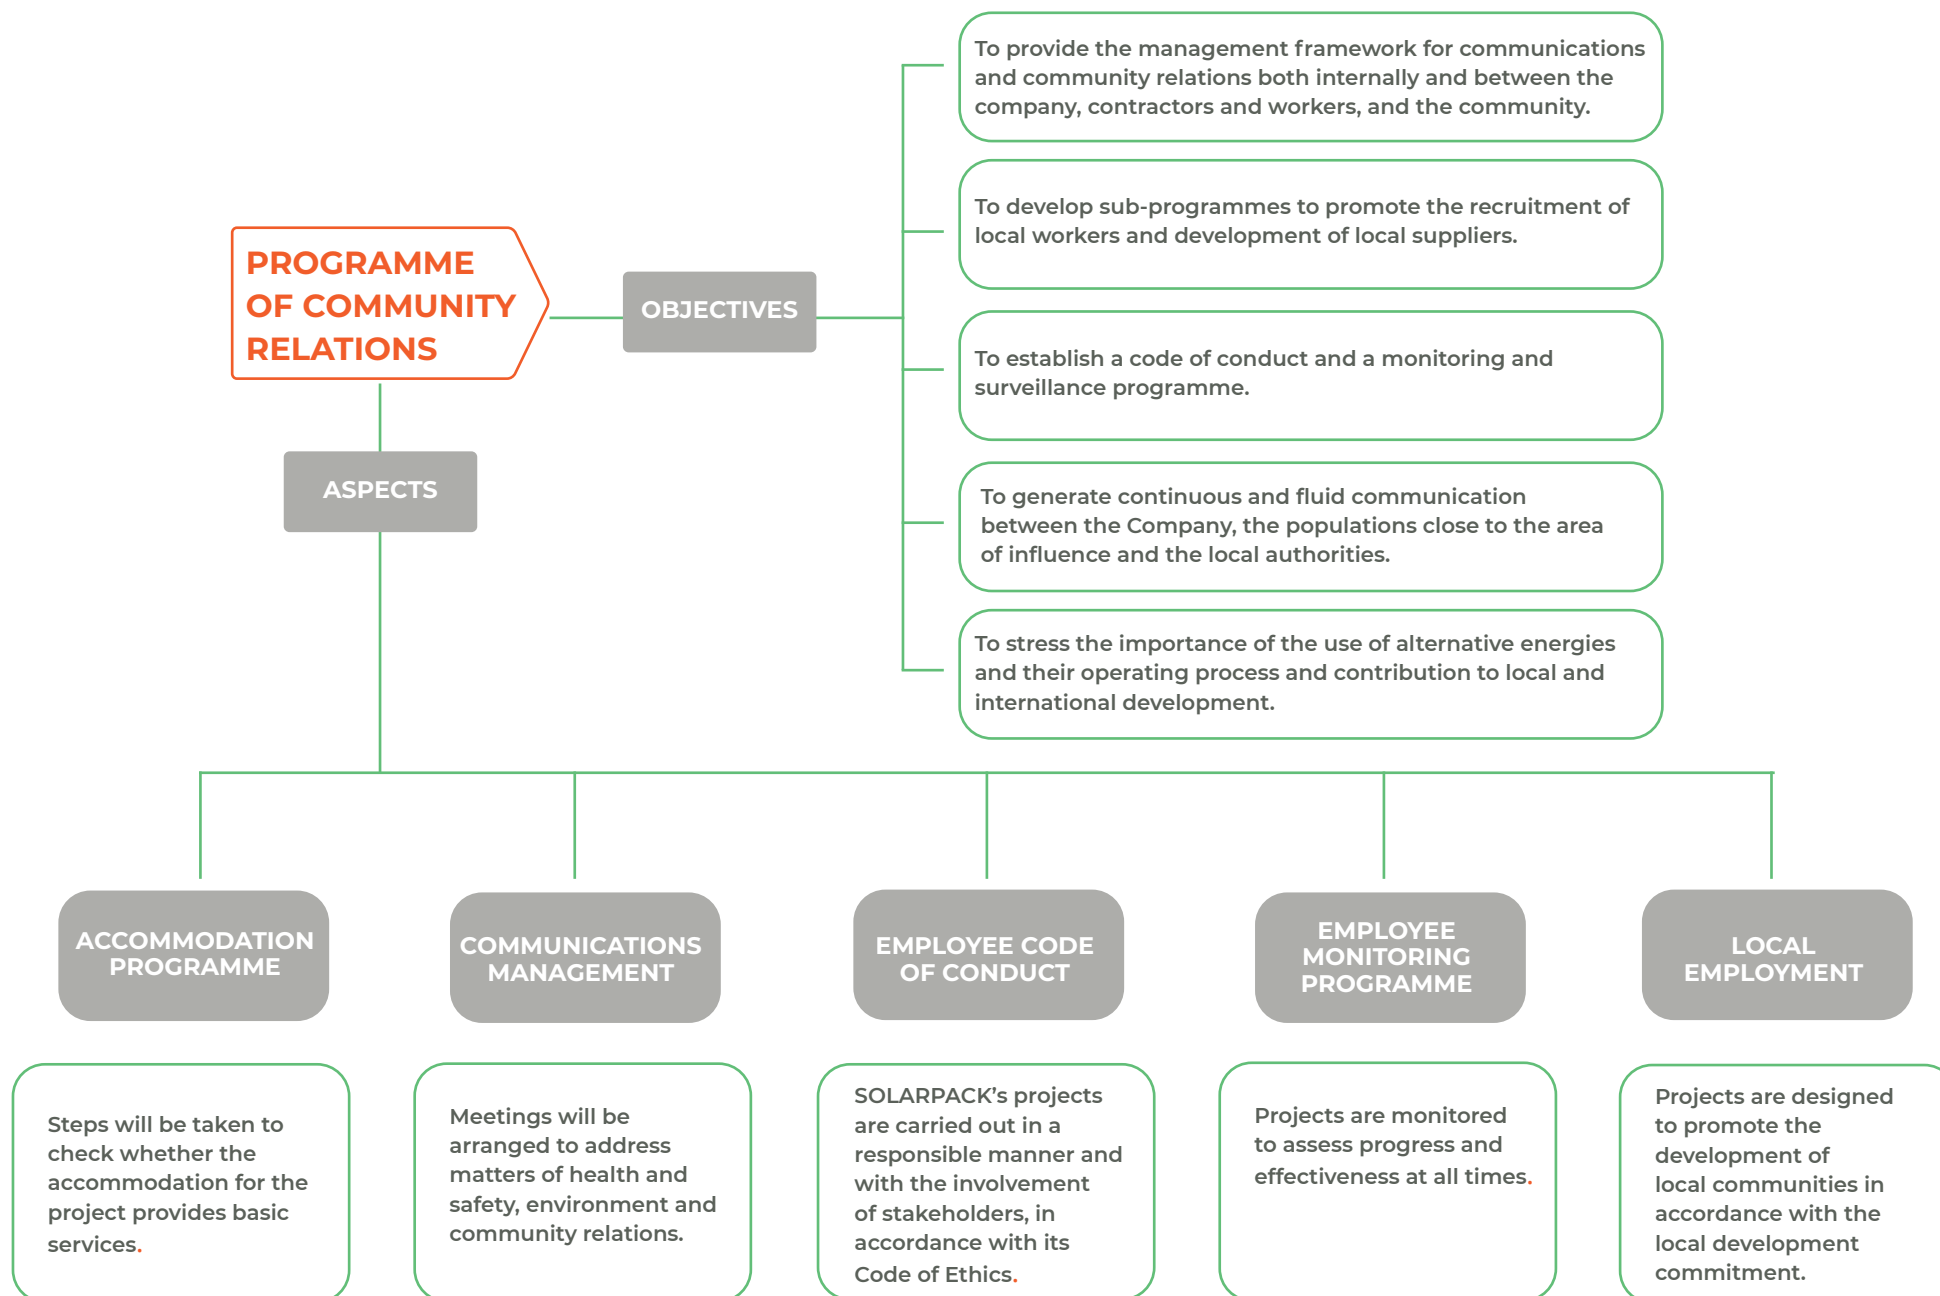 To provide the management framework for communications
and community relations both internally and between the
company, contractors and workers, and the community.
To develop sub-programmes to promote the recruitment of
local workers and development of local suppliers.
PROGRAMME
OF COMMUNITY
RELATIONS
OBJECTIVES
To establish a code of conduct and a monitoring and
surveillance programme.
ASPECTS
To generate continuous and fluid communication
between the Company, the populations close to the area
of influence and the local authorities.
To stress the importance of the use of alternative energies
and their operating process and contribution to local and
international development.
ACCOMMODATION
PROGRAMME
COMMUNICATIONS
MANAGEMENT
EMPLOYEE CODE
OF CONDUCT
EMPLOYEE
MONITORING
PROGRAMME
LOCAL
EMPLOYMENT
Steps will be taken to
check whether the
accommodation for the
project provides basic
services.
Meetings will be
arranged to address
matters of health and
safety, environment and
community relations.
SOLARPACK’s projects
are carried out in a
responsible manner and
with the involvement
of stakeholders, in
accordance with its
Code of Ethics.
Projects are monitored
to assess progress and
effectiveness at all times.
Projects are designed
to promote the
development of
local communities in
accordance with the
local development
commitment.